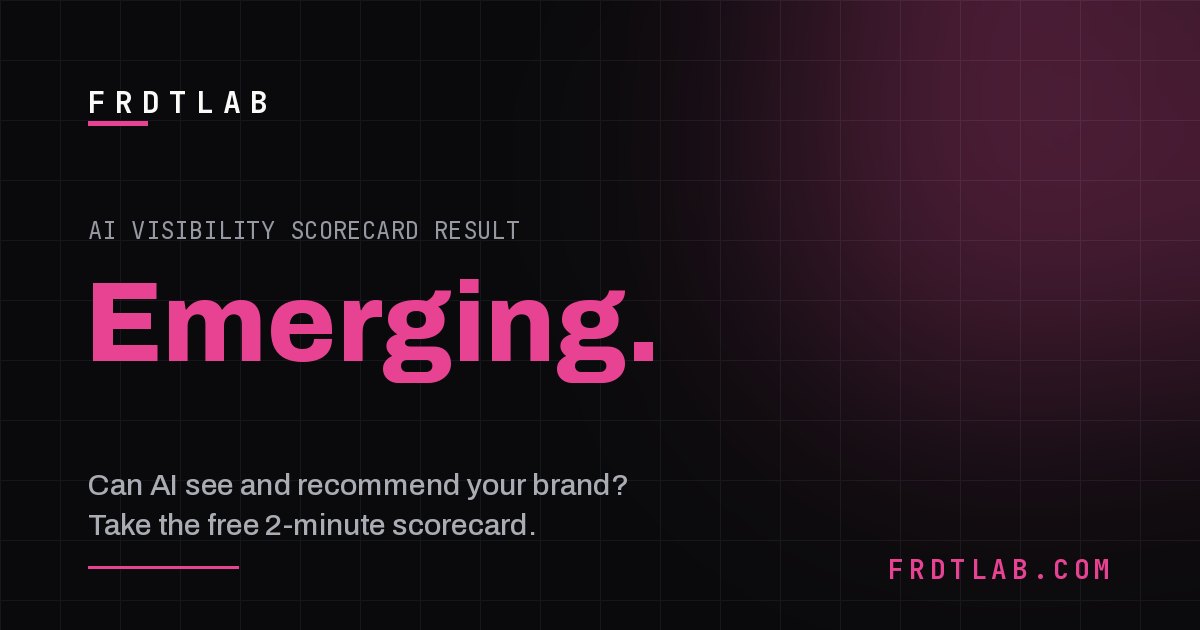 FRDTLAB
AI VISIBILITY SCORECARD RESULT
Emerging.
Can AI see and recommend your brand?
Take the free 2-minute scorecard.
FRDTLAB.COM